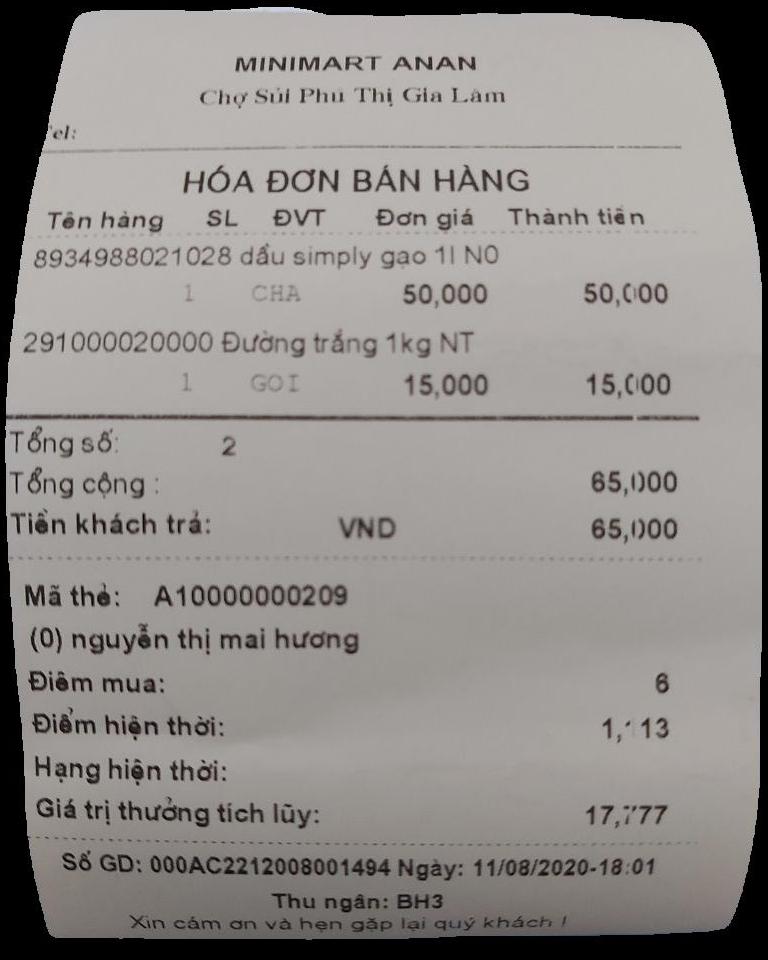 MINIMART ANAN
Chợ Sủi Phú Thị Gia Lâm
Tel:
HÓA ĐƠN BÁN HÀNG
Tên hàng SL ĐVT Đơn giá Thành tiền
8934988021028 dầu simply gạo 1l N0
1 CHA 50,000 50,000
291000020000 Đường trắng 1kg NT
1 GOI 15,000 15,000
Tổng số: 2
Tổng cộng : 65,000
Tiền khách trả: VND 65,000
Mã thẻ: A10000000209
(0) nguyễn thị mai hương
Điểm mua: 6
Điểm hiện thời: 1,113
Hạng hiện thời:
Giá trị thưởng tích lũy: 17,777
Số GD: 000AC2212008001494 Ngày: 11/08/2020-18:01
Thu ngân: BH3
Xin cảm ơn và hẹn gặp lại quý khách !